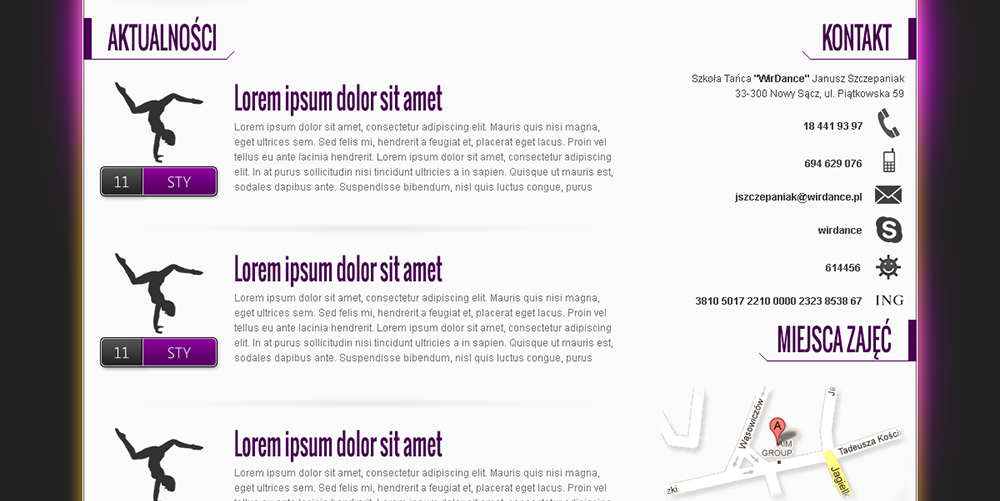 AKTUALNOŚCI
Lorem ipsum dolor sit amet
Lorem ipsum dolor sit amet, consectetur adipiscing elit. Mauris quis nisi magna,
eget ultrices sem. Sed felis mi, hendrerit a feugiat et, placerat eget lacus. Proin vel
tellus eu ante lacinia hendrerit. Lorem ipsum dolor sit amet, consectetur adipiscing
elit. In at purus sollicitudin nisi tincidunt ultricies a in sapien. Quisque ut mauris est,
sodales dapibus ante. Suspendisse bibendum, nisl quis luctus congue, purus
11 STY
Lorem ipsum dolor sit amet
Lorem ipsum dolor sit amet, consectetur adipiscing elit. Mauris quis nisi magna,
eget ultrices sem. Sed felis mi, hendrerit a feugiat et, placerat eget lacus. Proin vel
tellus eu ante lacinia hendrerit. Lorem ipsum dolor sit amet, consectetur adipiscing
elit. In at purus sollicitudin nisi tincidunt ultricies a in sapien. Quisque ut mauris est,
sodales dapibus ante. Suspendisse bibendum, nisl quis luctus congue, purus
11 STY
Lorem ipsum dolor sit amet
Lorem ipsum dolor sit amet, consectetur adipiscing elit. Mauris quis nisi magna,
eget ultrices sem. Sed felis mi, hendrerit a feugiat et, placerat eget lacus. Proin vel
KONTAKT
Szkoła Tańca "WirDance" Janusz Szczepaniak
33-300 Nowy Sącz, ul. Piątkowska 59
18 441 93 97
694 629 076
jszczepaniak@wirdance.pl
wirdance
614456
3810 5017 2210 0000 2323 8538 67 ING
MIEJSCA ZAJĘĆ
Wąsowiczów
Ja
A
AIM
GROUP
Tadeusza Kości
Jagiell
zki